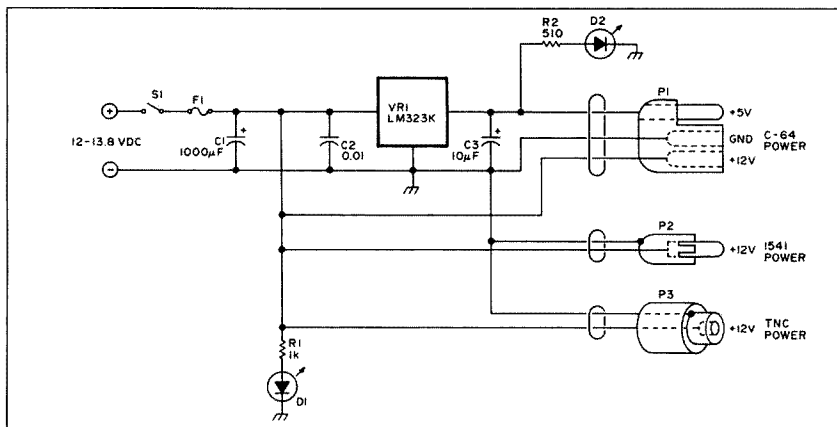 R2
510
D2
P1
+5V
S1
F1
VR1
LM323K
GND
C-64
POWER
12-13.8 VDC
C1
1000µF
+
C2
0.01
C3
10µF
+
+12V
P2
+12V
1541
POWER
P3
+12V
TNC
POWER
R1
1k
D1